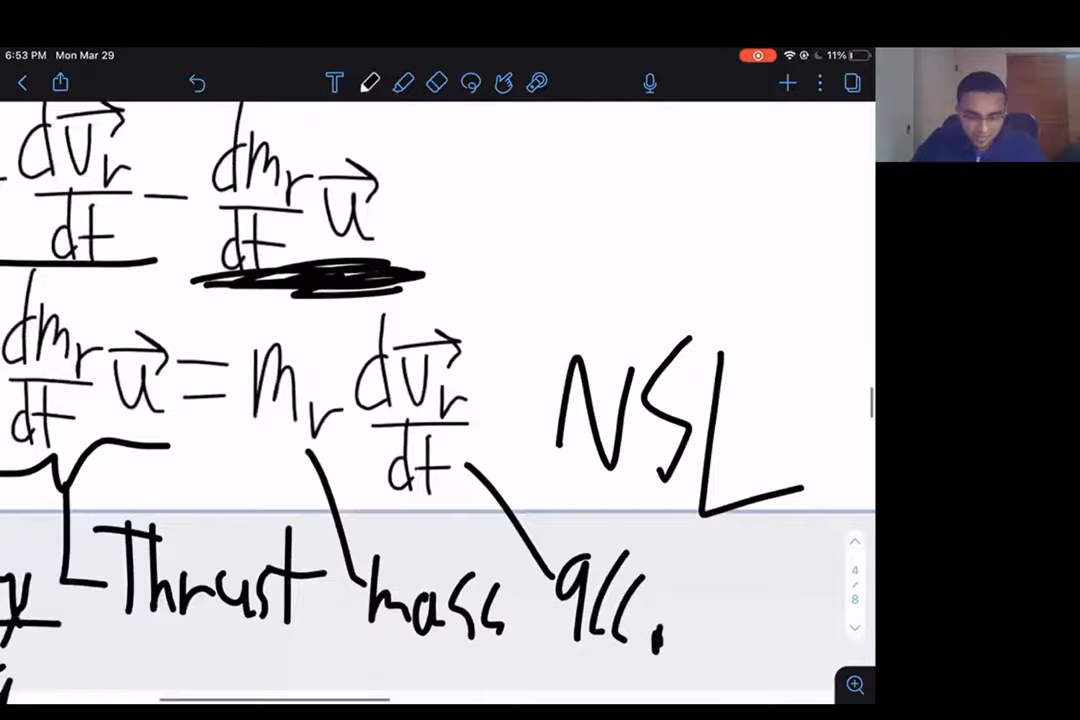 6:53 PM Mon Mar 29 11%
T
dv⃗r/dt − dmr/dt u⃗
dmr/dt u⃗ = mr dv⃗r/dt NSL
Thrust mass acc.
4 / 8